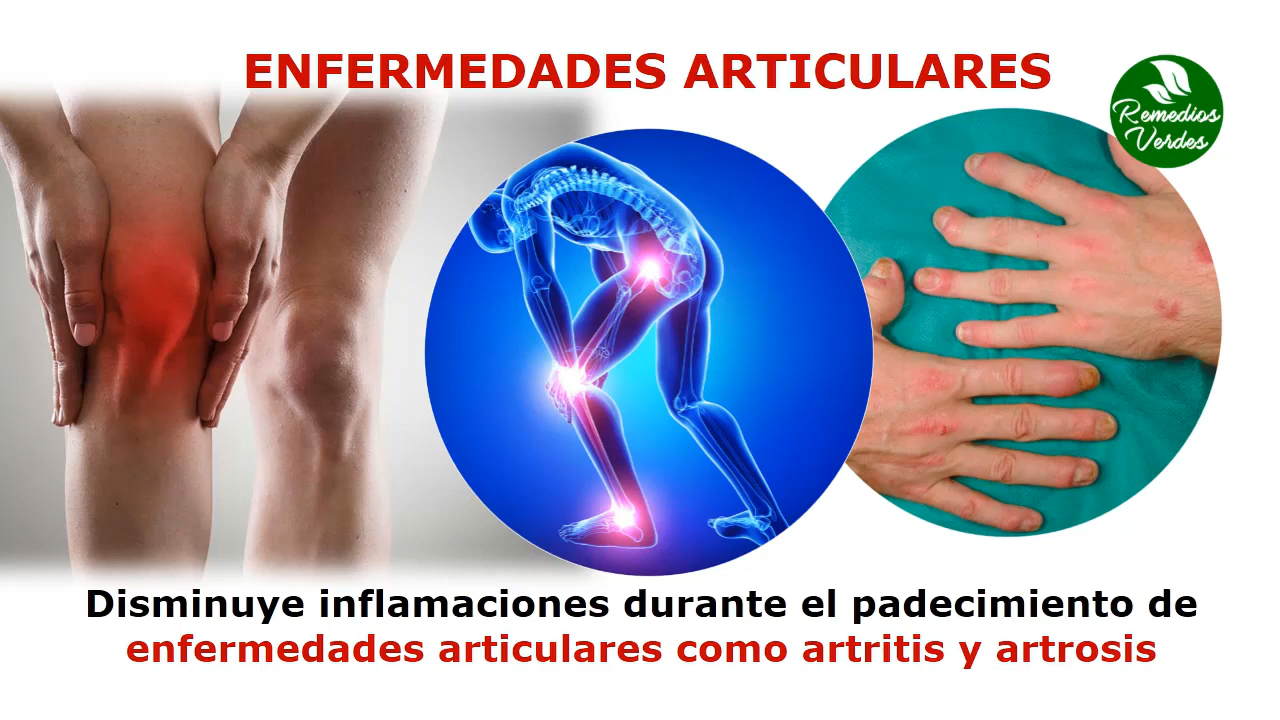 ENFERMEDADES ARTICULARES
Remedios
Verdes
Disminuye inflamaciones durante el padecimiento de
enfermedades articulares como artritis y artrosis